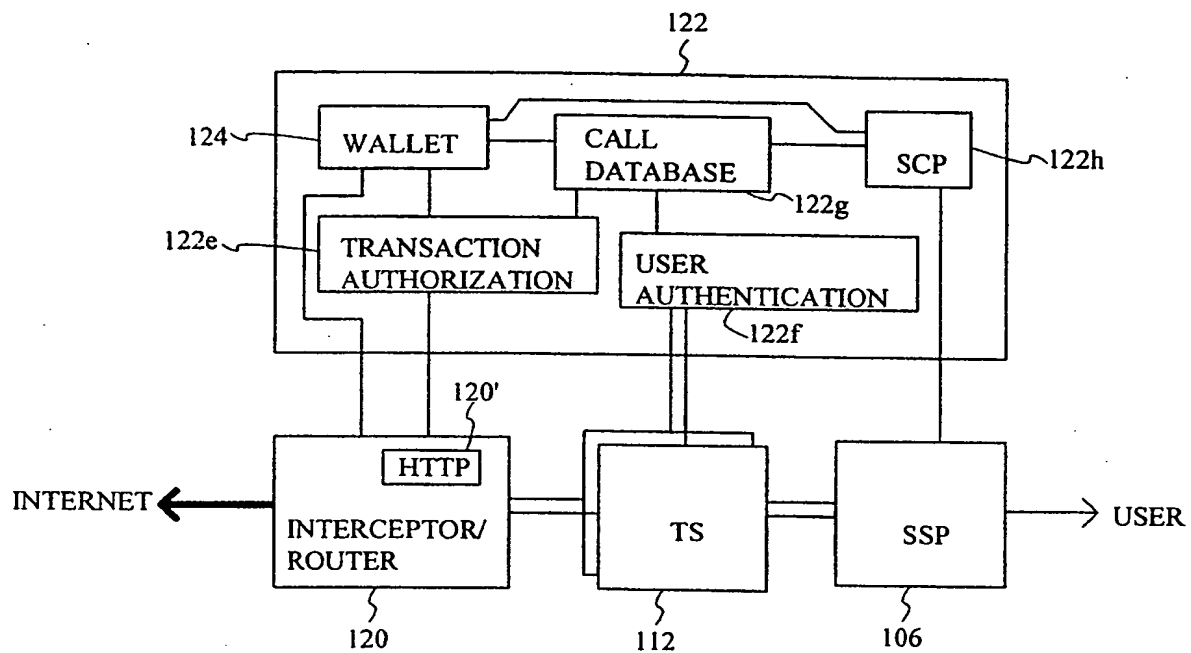 122
124
WALLET
CALL
DATABASE
SCP
122h
122g
122e
TRANSACTION
AUTHORIZATION
USER
AUTHENTICATION
122f
120'
HTTP
INTERNET
INTERCEPTOR/
ROUTER
TS
SSP
USER
120
112
106